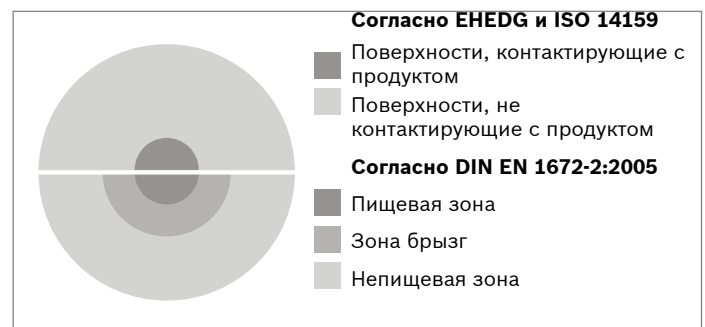 Согласно EHEDG и ISO 14159
Поверхности, контактирующие с
продуктом
Поверхности, не
контактирующие с продуктом
Согласно DIN EN 1672-2:2005
Пищевая зона
Зона брызг
Непищевая зона